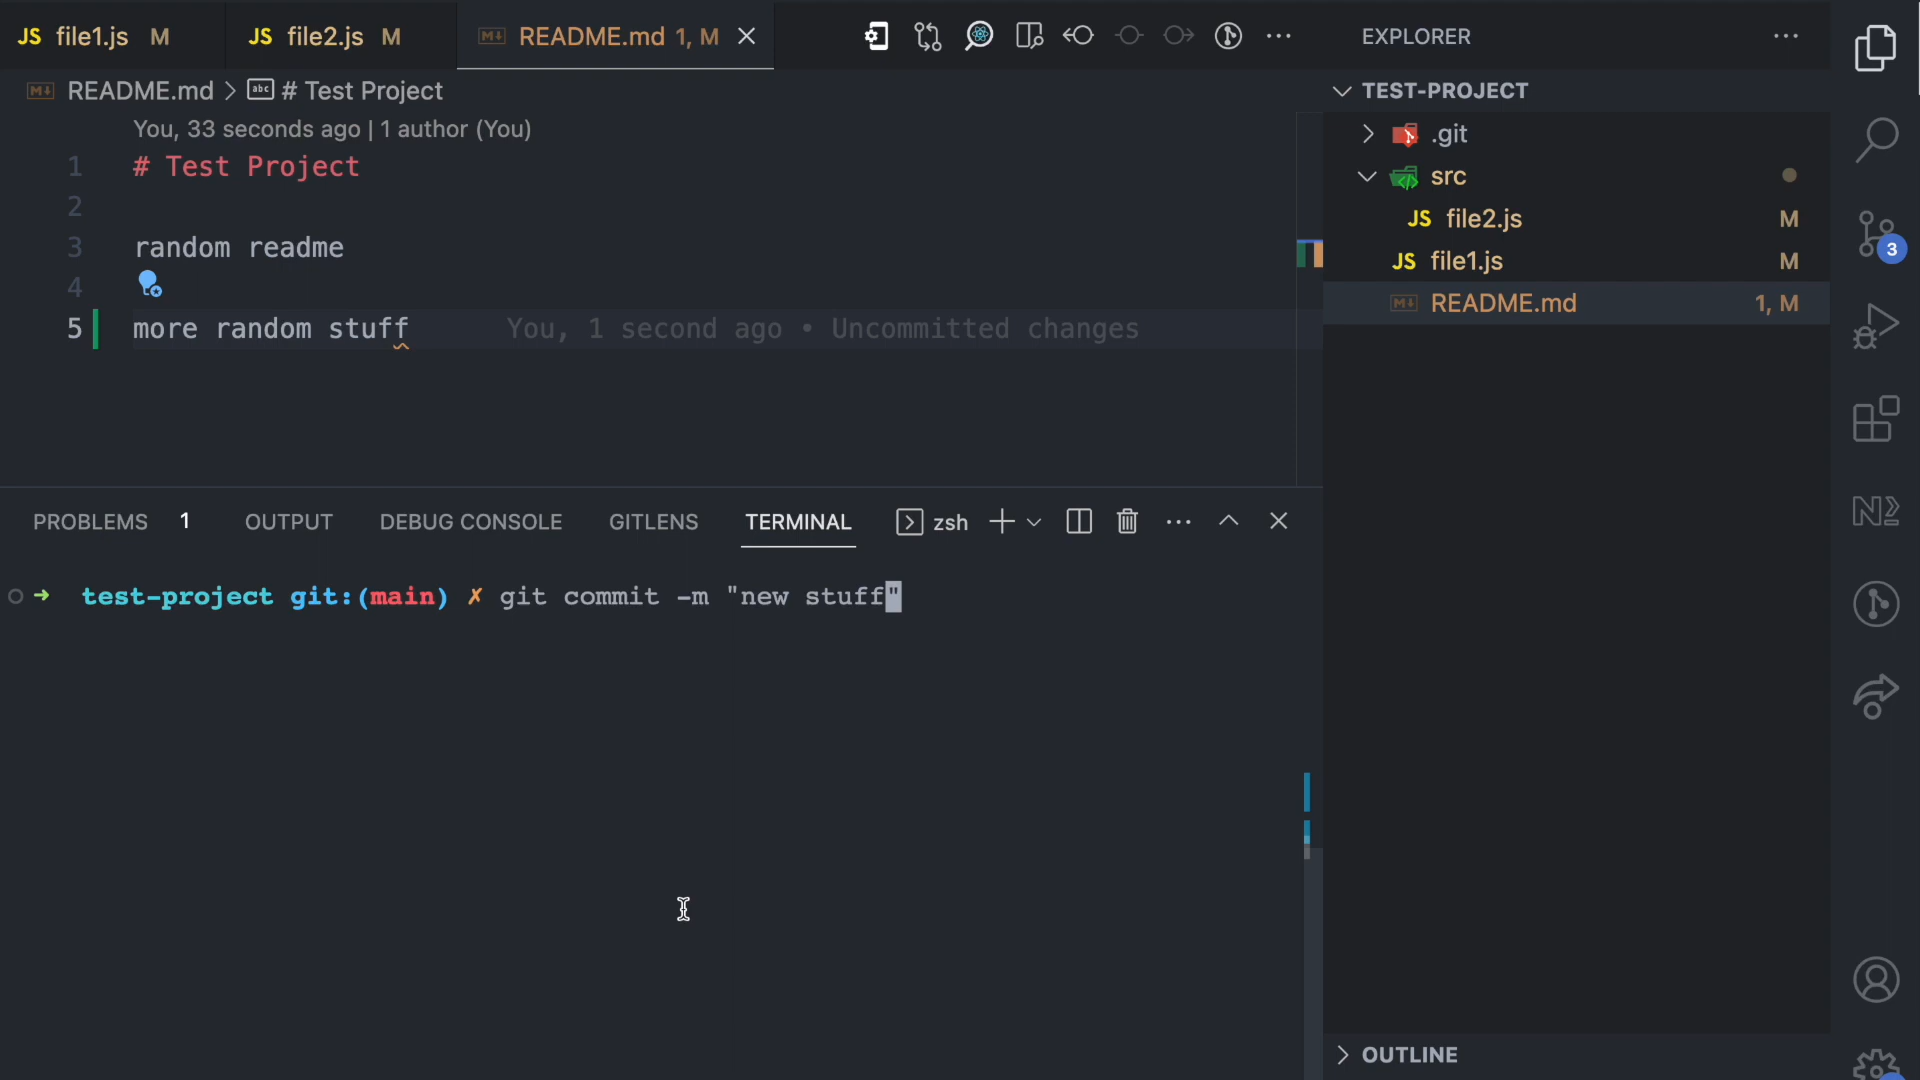 JS file1.js M JS file2.js M README.md 1, M
README.md > # Test Project
You, 33 seconds ago | 1 author (You)
1 # Test Project
2
3 random readme
4
5 more random stuff You, 1 second ago • Uncommitted changes
PROBLEMS 1 OUTPUT DEBUG CONSOLE GITLENS TERMINAL zsh
➜ test-project git:(main) ✗ git commit -m "new stuff"
EXPLORER
TEST-PROJECT
.git
src
JS file2.js M
JS file1.js M
README.md 1, M
OUTLINE
3